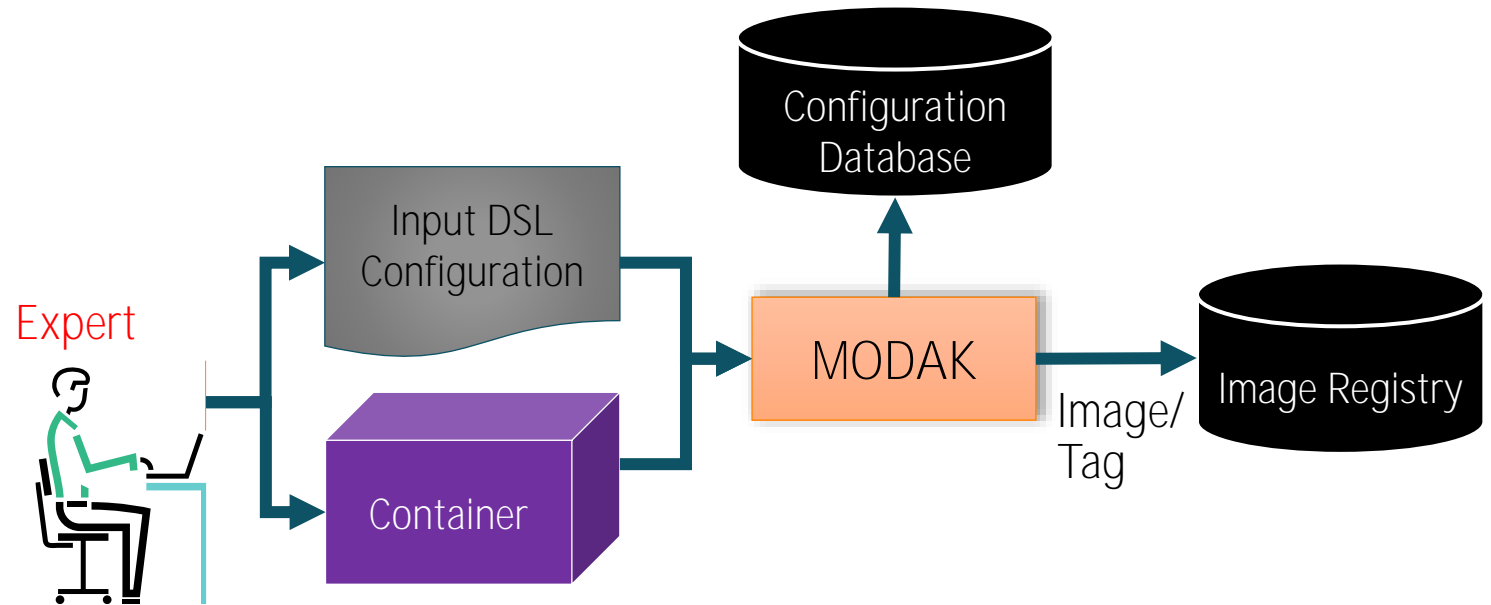 Configuration
Database
Input DSL
Configuration
Expert
MODAK
Image Registry
Image/
Tag
Container